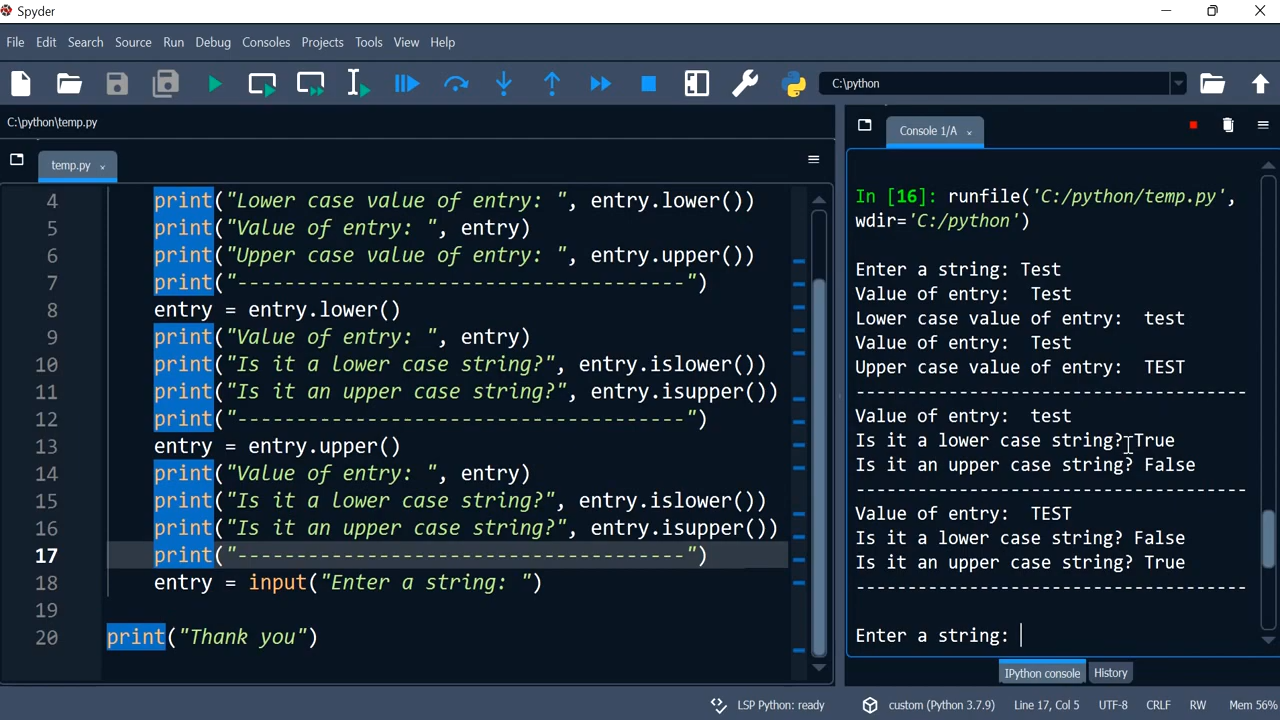 Spyder
File Edit Search Source Run Debug Consoles Projects Tools View Help
C:\python
C:\python\temp.py
temp.py
4 print("Lower case value of entry: ", entry.lower())
5 print("Value of entry: ", entry)
6 print("Upper case value of entry: ", entry.upper())
7 print("--------------------------------------")
8 entry = entry.lower()
9 print("Value of entry: ", entry)
10 print("Is it a lower case string?", entry.islower())
11 print("Is it an upper case string?", entry.isupper())
12 print("--------------------------------------")
13 entry = entry.upper()
14 print("Value of entry: ", entry)
15 print("Is it a lower case string?", entry.islower())
16 print("Is it an upper case string?", entry.isupper())
17 print("--------------------------------------")
18 entry = input("Enter a string: ")
19
20 print("Thank you")
Console 1/A
In [16]: runfile('C:/python/temp.py',
wdir='C:/python')
Enter a string: Test
Value of entry:  Test
Lower case value of entry:  test
Value of entry:  Test
Upper case value of entry:  TEST
--------------------------------------
Value of entry:  test
Is it a lower case string? True
Is it an upper case string? False
--------------------------------------
Value of entry:  TEST
Is it a lower case string? False
Is it an upper case string? True
--------------------------------------
Enter a string:
IPython console History
LSP Python: ready custom (Python 3.7.9) Line 17, Col 5 UTF-8 CRLF RW Mem 56%